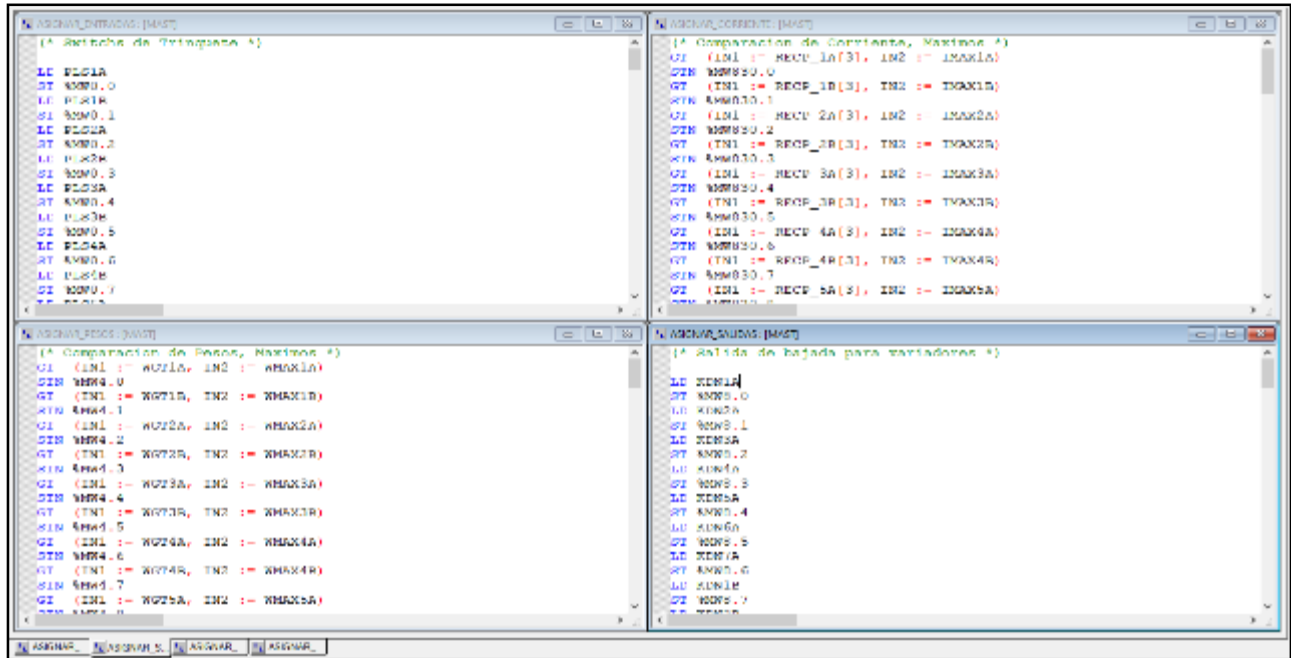 ASIGNAR_ENTRADAS : [MAST]
(* Switchs de Trinquete *)
LD PLS1A
ST %MW0.0
LD PLS1B
ST %MW0.1
LD PLS2A
ST %MW0.2
LD PLS2B
ST %MW0.3
LD PLS3A
ST %MW0.4
LD PLS3B
ST %MW0.5
LD PLS4A
ST %MW0.6
LD PLS4B
ST %MW0.7
ASIGNAR_CORRIENTE : [MAST]
(* Comparacion de Corriente, Maximos *)
GT (IN1 := RECP_1A[3], IN2 := IMAX1A)
STN %MW830.0
GT (IN1 := RECP_1B[3], IN2 := IMAX1B)
STN %MW830.1
GT (IN1 := RECP_2A[3], IN2 := IMAX2A)
STN %MW830.2
GT (IN1 := RECP_2B[3], IN2 := IMAX2B)
STN %MW830.3
GT (IN1 := RECP_3A[3], IN2 := IMAX3A)
STN %MW830.4
GT (IN1 := RECP_3B[3], IN2 := IMAX3B)
STN %MW830.5
GT (IN1 := RECP_4A[3], IN2 := IMAX4A)
STN %MW830.6
GT (IN1 := RECP_4B[3], IN2 := IMAX4B)
STN %MW830.7
GT (IN1 := RECP_5A[3], IN2 := IMAX5A)
ASIGNAR_PESOS : [MAST]
(* Comparacion de Pesos, Maximos *)
GT (IN1 := WGT1A, IN2 := WMAX1A)
STN %MW4.0
GT (IN1 := WGT1B, IN2 := WMAX1B)
STN %MW4.1
GT (IN1 := WGT2A, IN2 := WMAX2A)
STN %MW4.2
GT (IN1 := WGT2B, IN2 := WMAX2B)
STN %MW4.3
GT (IN1 := WGT3A, IN2 := WMAX3A)
STN %MW4.4
GT (IN1 := WGT3B, IN2 := WMAX3B)
STN %MW4.5
GT (IN1 := WGT4A, IN2 := WMAX4A)
STN %MW4.6
GT (IN1 := WGT4B, IN2 := WMAX4B)
STN %MW4.7
GT (IN1 := WGT5A, IN2 := WMAX5A)
ASIGNAR_SALIDAS : [MAST]
(* Salida de bajada para variadores *)
LD XDN1A
ST %MW8.0
LD XDN2A
ST %MW8.1
LD XDN3A
ST %MW8.2
LD XDN4A
ST %MW8.3
LD XDN5A
ST %MW8.4
LD XDN6A
ST %MW8.5
LD XDN7A
ST %MW8.6
LD XDN1B
ST %MW8.7
ASIGNAR_ ASIGNAR_S. ASIGNAR_ ASIGNAR_